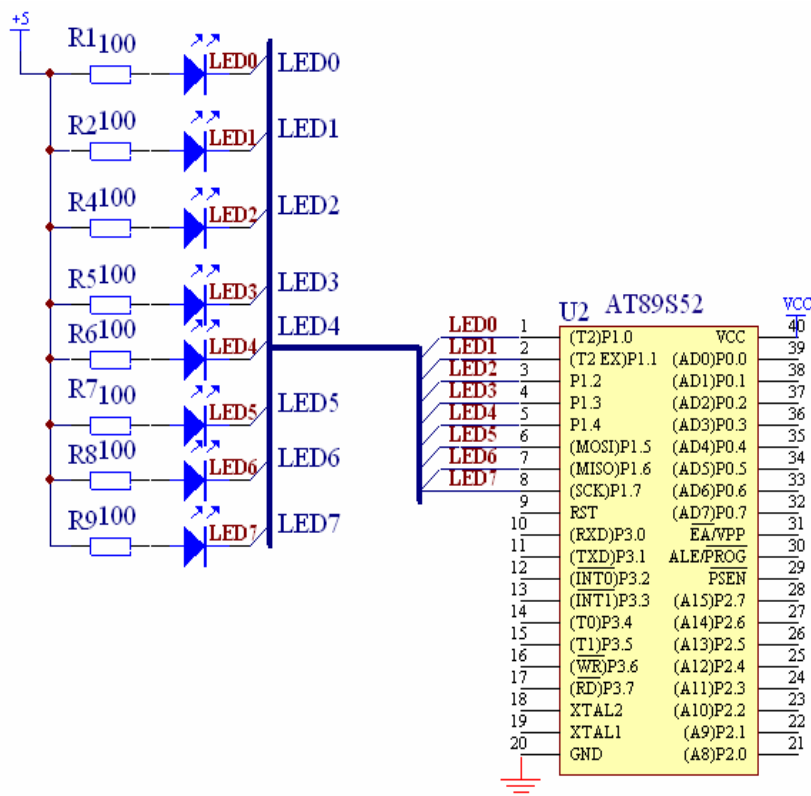 +5
R1 100
LED0
LED0
R2 100
LED1
LED1
R4 100
LED2
LED2
R5 100
LED3
LED3
R6 100
LED4
LED4
R7 100
LED5
LED5
R8 100
LED6
LED6
R9 100
LED7
LED7
U2 AT89S52
VCC
LED0 1 (T2)P1.0 VCC 40
LED1 2 (T2 EX)P1.1 (AD0)P0.0 39
LED2 3 P1.2 (AD1)P0.1 38
LED3 4 P1.3 (AD2)P0.2 37
LED4 5 P1.4 (AD3)P0.3 36
LED5 6 (MOSI)P1.5 (AD4)P0.4 35
LED6 7 (MISO)P1.6 (AD5)P0.5 34
LED7 8 (SCK)P1.7 (AD6)P0.6 33
9 RST (AD7)P0.7 32
10 (RXD)P3.0 EA/VPP 31
11 (TXD)P3.1 ALE/PROG 30
12 (INT0)P3.2 PSEN 29
13 (INT1)P3.3 (A15)P2.7 28
14 (T0)P3.4 (A14)P2.6 27
15 (T1)P3.5 (A13)P2.5 26
16 (WR)P3.6 (A12)P2.4 25
17 (RD)P3.7 (A11)P2.3 24
18 XTAL2 (A10)P2.2 23
19 XTAL1 (A9)P2.1 22
20 GND (A8)P2.0 21